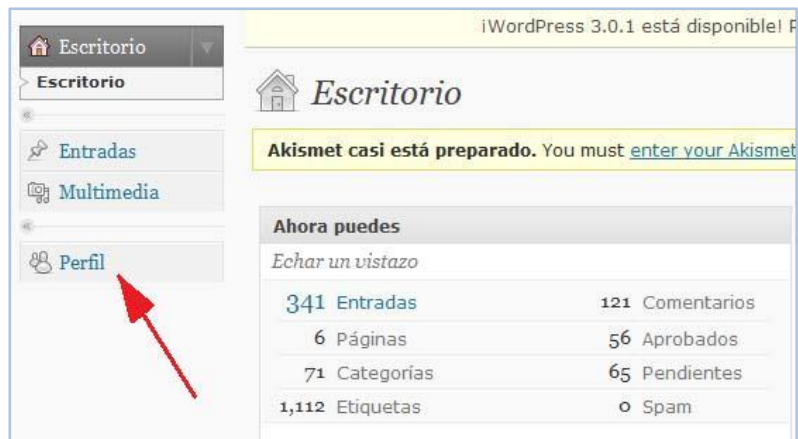 Escritorio
Escritorio
Entradas
Multimedia
Perfil
¡WordPress 3.0.1 está disponible! P
Escritorio
Akismet casi está preparado. You must enter your Akismet
Ahora puedes
Echar un vistazo
341 Entradas 121 Comentarios
6 Páginas 56 Aprobados
71 Categorías 65 Pendientes
1,112 Etiquetas 0 Spam